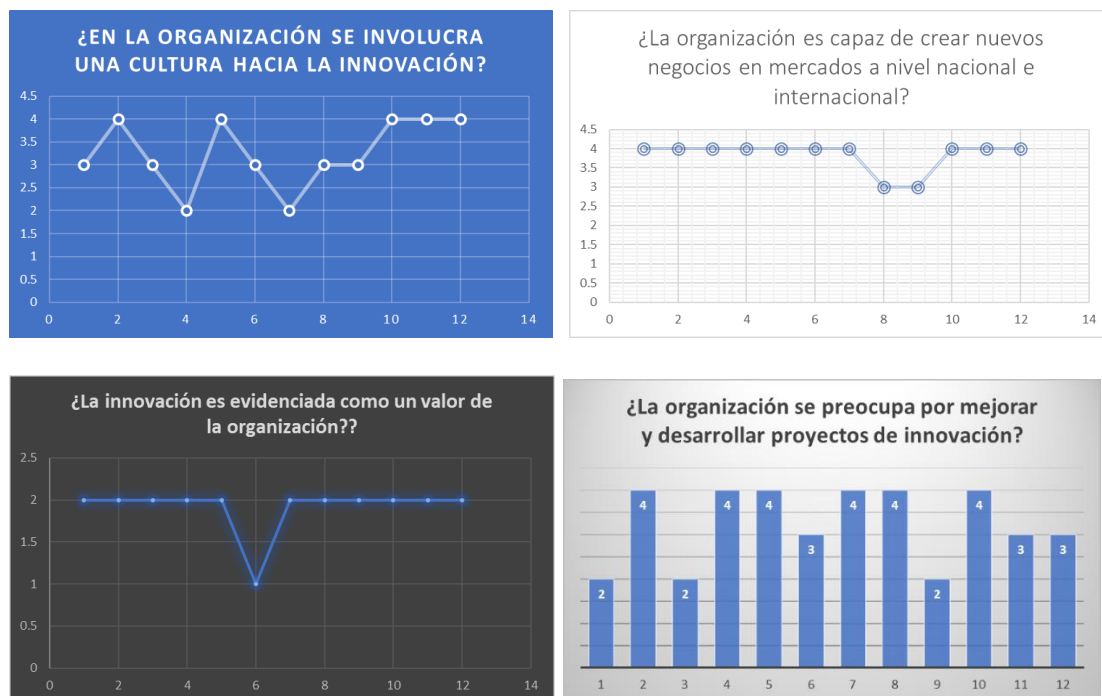 ¿EN LA ORGANIZACIÓN SE INVOLUCRA
UNA CULTURA HACIA LA INNOVACIÓN?
4.5
4
3.5
3
2.5
2
1.5
1
0.5
0
0 2 4 6 8 10 12 14
¿La organización es capaz de crear nuevos
negocios en mercados a nivel nacional e
internacional?
4.5
4
3.5
3
2.5
2
1.5
1
0.5
0
0 2 4 6 8 10 12 14
¿La innovación es evidenciada como un valor de
la organización??
2.5
2
1.5
1
0.5
0
0 2 4 6 8 10 12 14
¿La organización se preocupa por mejorar
y desarrollar proyectos de innovación?
2 4 2 4 4 3 4 4 2 4 3 3
1 2 3 4 5 6 7 8 9 10 11 12